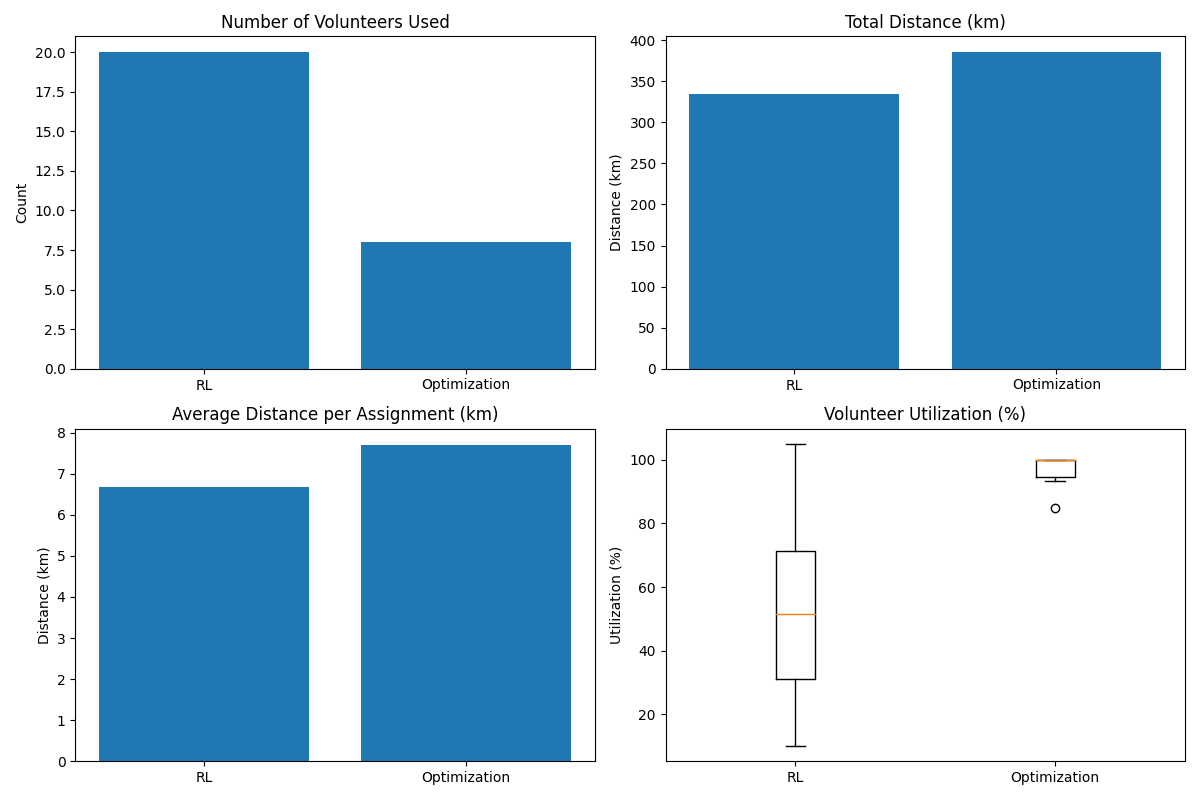 Number of Volunteers Used
Count
20.0
17.5
15.0
12.5
10.0
7.5
5.0
2.5
0.0
RL
Optimization
Total Distance (km)
Distance (km)
400
350
300
250
200
150
100
50
0
RL
Optimization
Average Distance per Assignment (km)
Distance (km)
8
7
6
5
4
3
2
1
0
RL
Optimization
Volunteer Utilization (%)
Utilization (%)
100
80
60
40
20
RL
Optimization